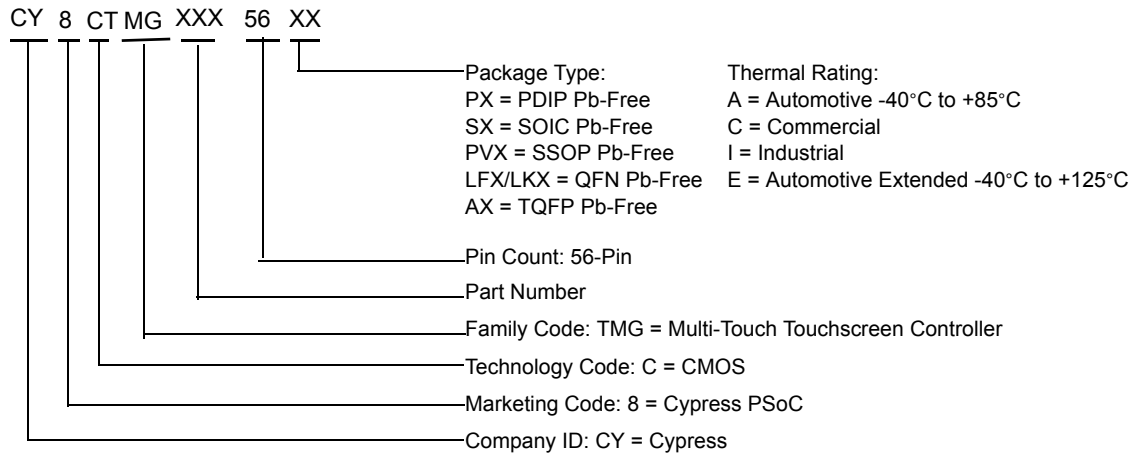 CY 8 CT MG XXX 56 XX
Package Type: Thermal Rating:
PX = PDIP Pb-Free A = Automotive -40°C to +85°C
SX = SOIC Pb-Free C = Commercial
PVX = SSOP Pb-Free I = Industrial
LFX/LKX = QFN Pb-Free E = Automotive Extended -40°C to +125°C
AX = TQFP Pb-Free
Pin Count: 56-Pin
Part Number
Family Code: TMG = Multi-Touch Touchscreen Controller
Technology Code: C = CMOS
Marketing Code: 8 = Cypress PSoC
Company ID: CY = Cypress